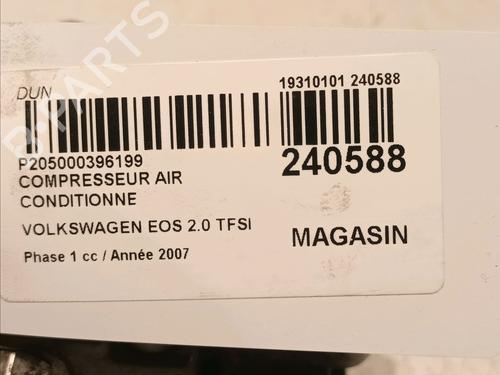 DUN
19310101 240588
P205000396199
240588
COMPRESSEUR AIR
CONDITIONNE
VOLKSWAGEN EOS 2.0 TFSI
MAGASIN
Phase 1 cc / Année 2007
B-PARTS